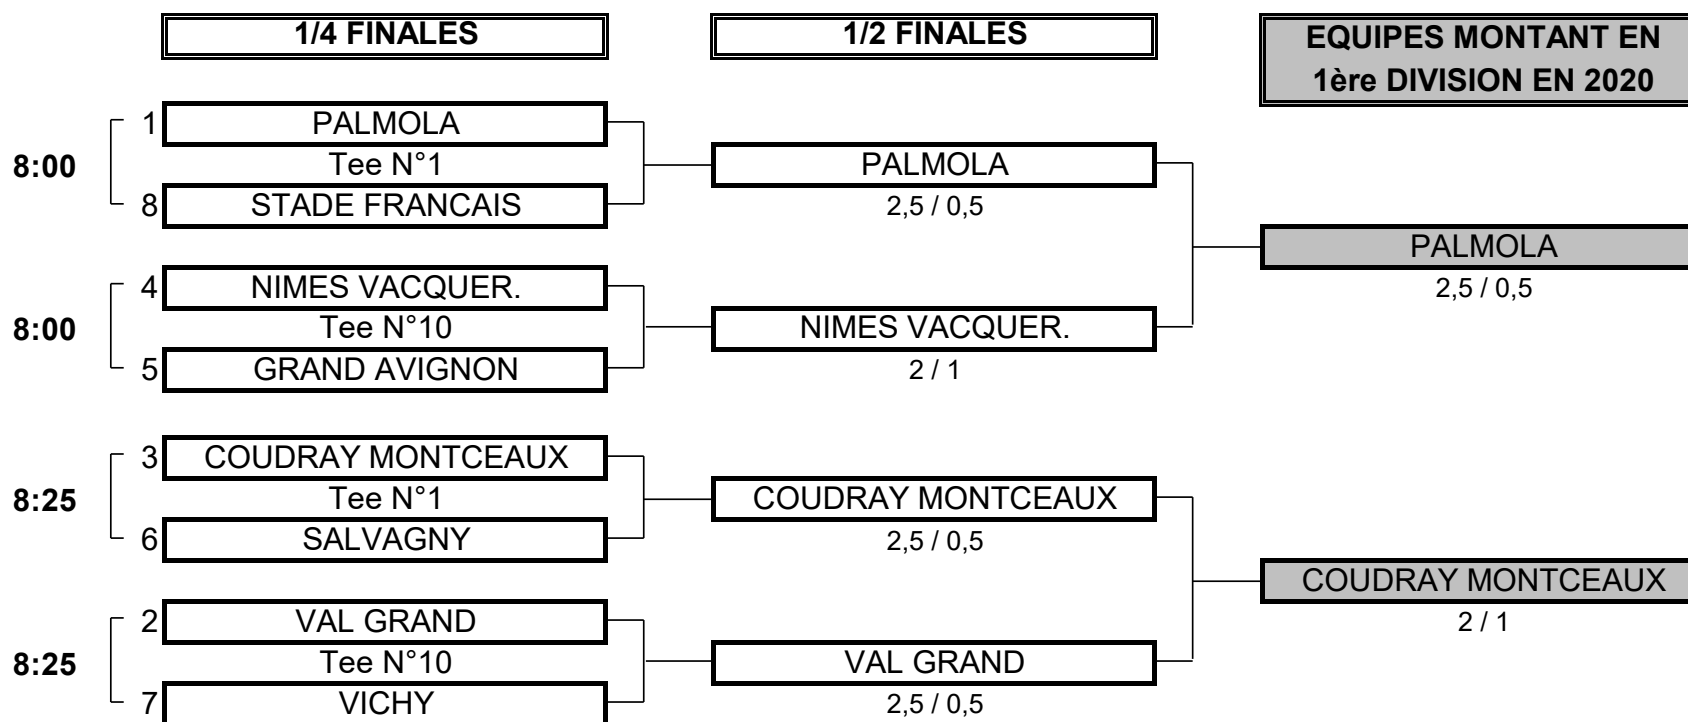 1/4 FINALES
1/2 FINALES
EQUIPES MONTANT EN
1ère DIVISION EN 2020
1 PALMOLA
8:00 Tee N°1 PALMOLA
8 STADE FRANCAIS 2,5 / 0,5
PALMOLA
4 NIMES VACQUER. 2,5 / 0,5
8:00 Tee N°10 NIMES VACQUER.
5 GRAND AVIGNON 2 / 1
3 COUDRAY MONTCEAUX
8:25 Tee N°1 COUDRAY MONTCEAUX
6 SALVAGNY 2,5 / 0,5
COUDRAY MONTCEAUX
2 VAL GRAND 2 / 1
8:25 Tee N°10 VAL GRAND
7 VICHY 2,5 / 0,5